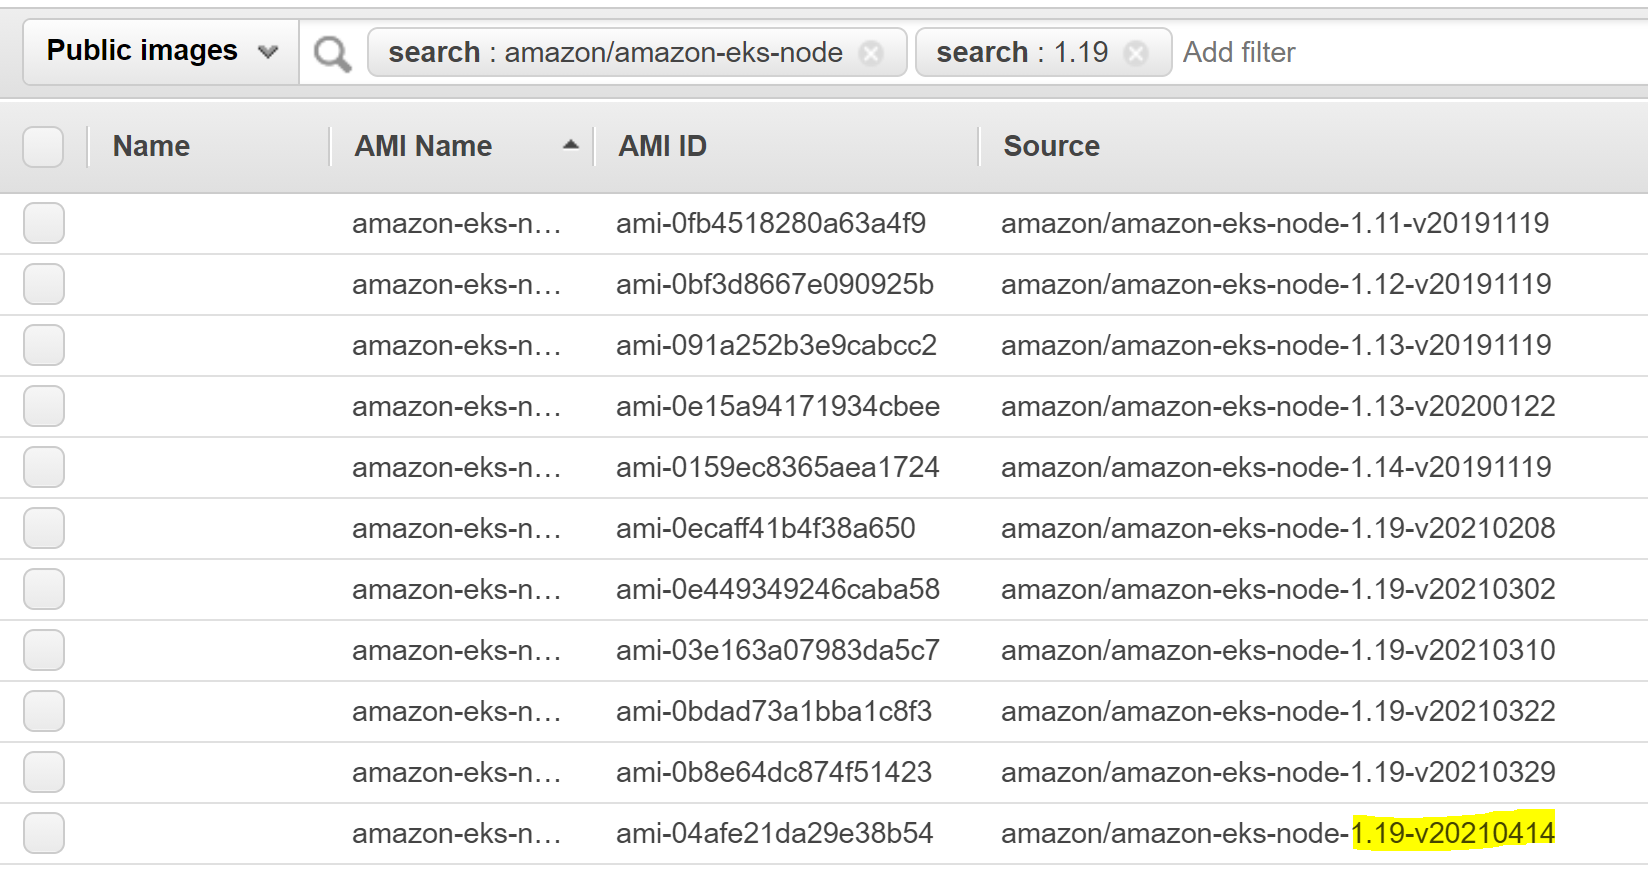 Public images search : amazon/amazon-eks-node search : 1.19 Add filter
Name AMI Name AMI ID Source
amazon-eks-n… ami-0fb4518280a63a4f9 amazon/amazon-eks-node-1.11-v20191119
amazon-eks-n… ami-0bf3d8667e090925b amazon/amazon-eks-node-1.12-v20191119
amazon-eks-n… ami-091a252b3e9cabcc2 amazon/amazon-eks-node-1.13-v20191119
amazon-eks-n… ami-0e15a94171934cbee amazon/amazon-eks-node-1.13-v20200122
amazon-eks-n… ami-0159ec8365aea1724 amazon/amazon-eks-node-1.14-v20191119
amazon-eks-n… ami-0ecaff41b4f38a650 amazon/amazon-eks-node-1.19-v20210208
amazon-eks-n… ami-0e449349246caba58 amazon/amazon-eks-node-1.19-v20210302
amazon-eks-n… ami-03e163a07983da5c7 amazon/amazon-eks-node-1.19-v20210310
amazon-eks-n… ami-0bdad73a1bba1c8f3 amazon/amazon-eks-node-1.19-v20210322
amazon-eks-n… ami-0b8e64dc874f51423 amazon/amazon-eks-node-1.19-v20210329
amazon-eks-n… ami-04afe21da29e38b54 amazon/amazon-eks-node-1.19-v20210414